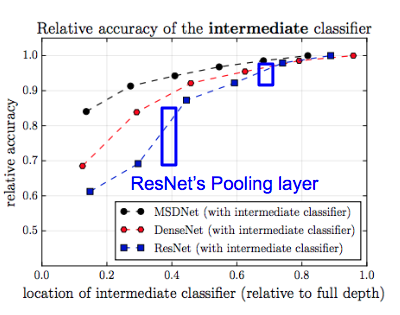 Relative accuracy of the intermediate classifier
1.0
0.9
0.8
0.7
0.6
0.5
relative accuracy
ResNet's Pooling layer
MSDNet (with intermediate classifier)
DenseNet (with intermediate classifier)
ResNet (with intermediate classifier)
0.0 0.2 0.4 0.6 0.8 1.0
location of intermediate classifier (relative to full depth)